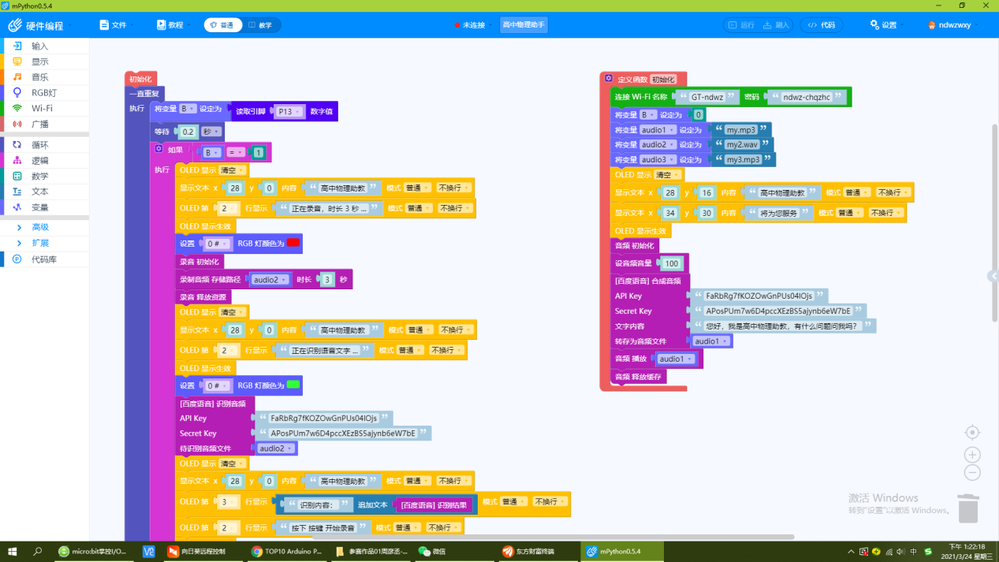 mPython0.5.4
硬件编程
文件
教程
普通
教学
未连接
高中物理助手
运行
刷入
代码
设置
ndwzwxy
输入
显示
音乐
RGB灯
Wi-Fi
广播
循环
逻辑
数学
文本
变量
高级
扩展
代码库
初始化
一直重复
执行 将变量 B 设定为 读取引脚 P13 数字值
等待 0.2 秒
如果 B = 1
执行 OLED 显示 清空
显示文本 x 28 y 0 内容 “高中物理助教” 模式 普通 不换行
OLED 第 2 行显示 “正在录音，时长 3 秒 ...” 模式 普通 不换行
OLED 显示生效
设置 0 # RGB 灯颜色为
录音 初始化
录制音频 存储路径 audio2 时长 3 秒
录音 释放资源
OLED 显示 清空
显示文本 x 28 y 0 内容 “高中物理助教” 模式 普通 不换行
OLED 第 2 行显示 “正在识别语音文字 ...” 模式 普通 不换行
OLED 显示生效
设置 0 # RGB 灯颜色为
[百度语音] 识别音频
API Key “FaRbRg7fKOZOwGnPUs04lOjs”
Secret Key “APosPUm7w6D4pccXEzBS5ajynb6eW7bE”
待识别音频文件 audio2
OLED 显示 清空
显示文本 x 28 y 0 内容 “高中物理助教” 模式 普通 不换行
OLED 第 3 行显示 “识别内容：” 追加文本 [百度语音] 识别结果 模式 普通 不换行
OLED 第 2 行显示 “按下 按键 开始录音” 模式 普通 不换行
定义函数 初始化
连接 Wi-Fi 名称 “GT-ndwz” 密码 “ndwz-chqzhc”
将变量 B 设定为 0
将变量 audio1 设定为 “my.mp3”
将变量 audio2 设定为 “my2.wav”
将变量 audio3 设定为 “my3.mp3”
OLED 显示 清空
显示文本 x 28 y 16 内容 “高中物理助教” 模式 普通 不换行
显示文本 x 34 y 30 内容 “将为您服务” 模式 普通 不换行
OLED 显示生效
音频 初始化
设音频音量 100
[百度语音] 合成音频
API Key “FaRbRg7fKOZOwGnPUs04lOjs”
Secret Key “APosPUm7w6D4pccXEzBS5ajynb6eW7bE”
文字内容 “您好，我是高中物理助教，有什么问题问我吗？”
转存为音频文件 audio1
音频 播放 audio1
音频 释放缓存
激活 Windows
转到“设置”以激活 Windows。
micro:bit掌控I/O...
V2
向日葵远程控制
TOP10 Arduino P...
参赛作品01周彦丞-...
微信
东方财富终端
mPython0.5.4
中
下午 1:22:18
2021/3/24 星期三